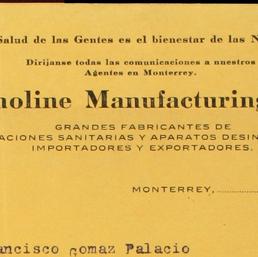 Salud de las Gentes es el bienestar de las N
Dirijanse todas las comunicaciones a nuestros
Agentes en Monterrey.
noline Manufacturing
GRANDES FABRICANTES DE
ACIONES SANITARIAS Y APARATOS DESIN
IMPORTADORES Y EXPORTADORES.
MONTERREY,
ancisco gomaz Palacio